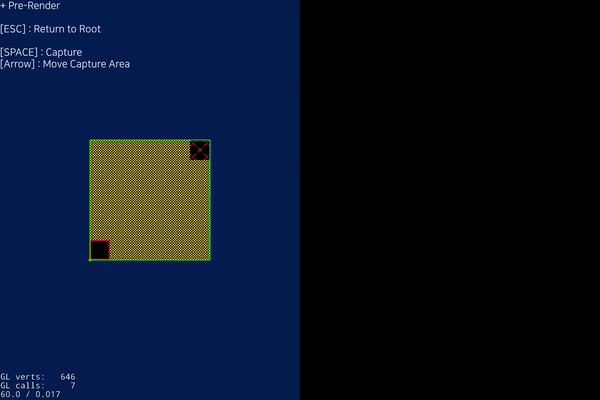 + Pre-Render
[ESC] : Return to Root
[SPACE] : Capture
[Arrow] : Move Capture Area
GL verts: 646
GL calls: 7
60.0 / 0.017